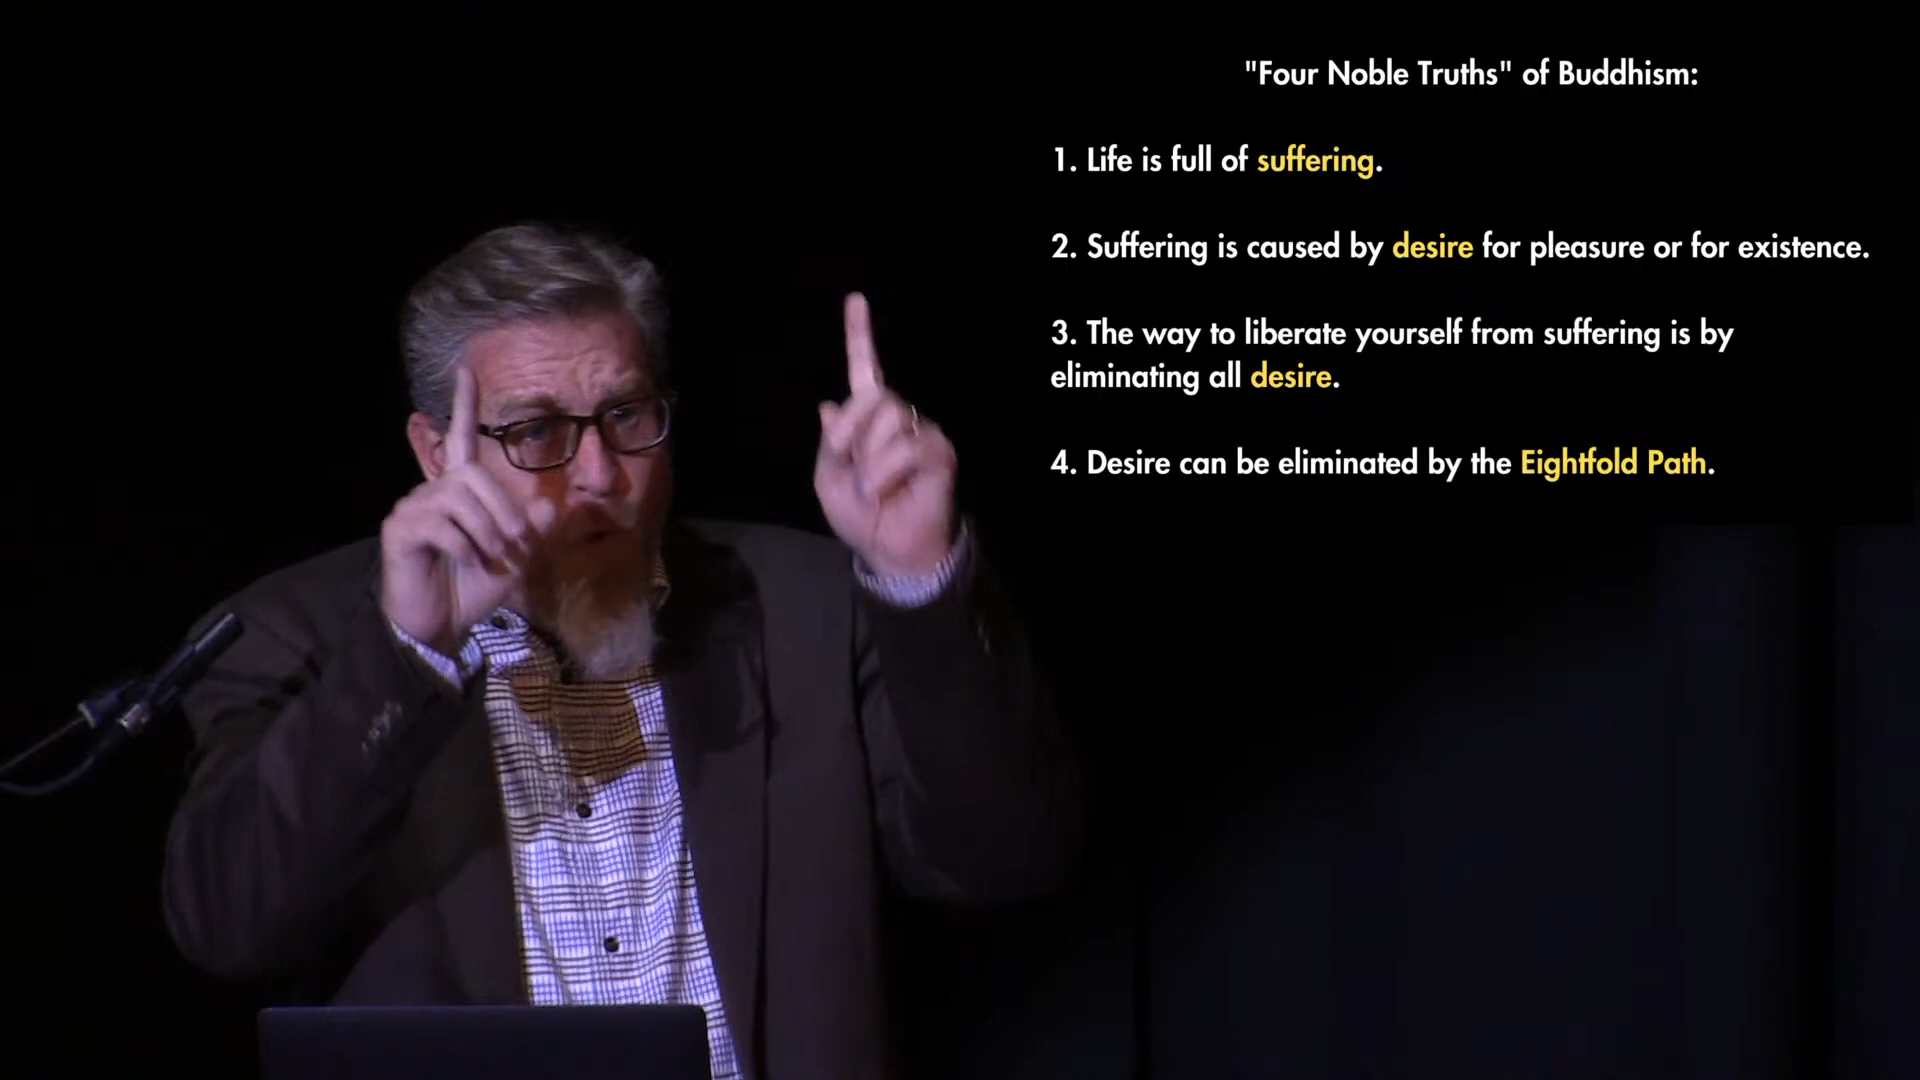 "Four Noble Truths" of Buddhism:
1. Life is full of suffering.
2. Suffering is caused by desire for pleasure or for existence.
3. The way to liberate yourself from suffering is by
eliminating all desire.
4. Desire can be eliminated by the Eightfold Path.